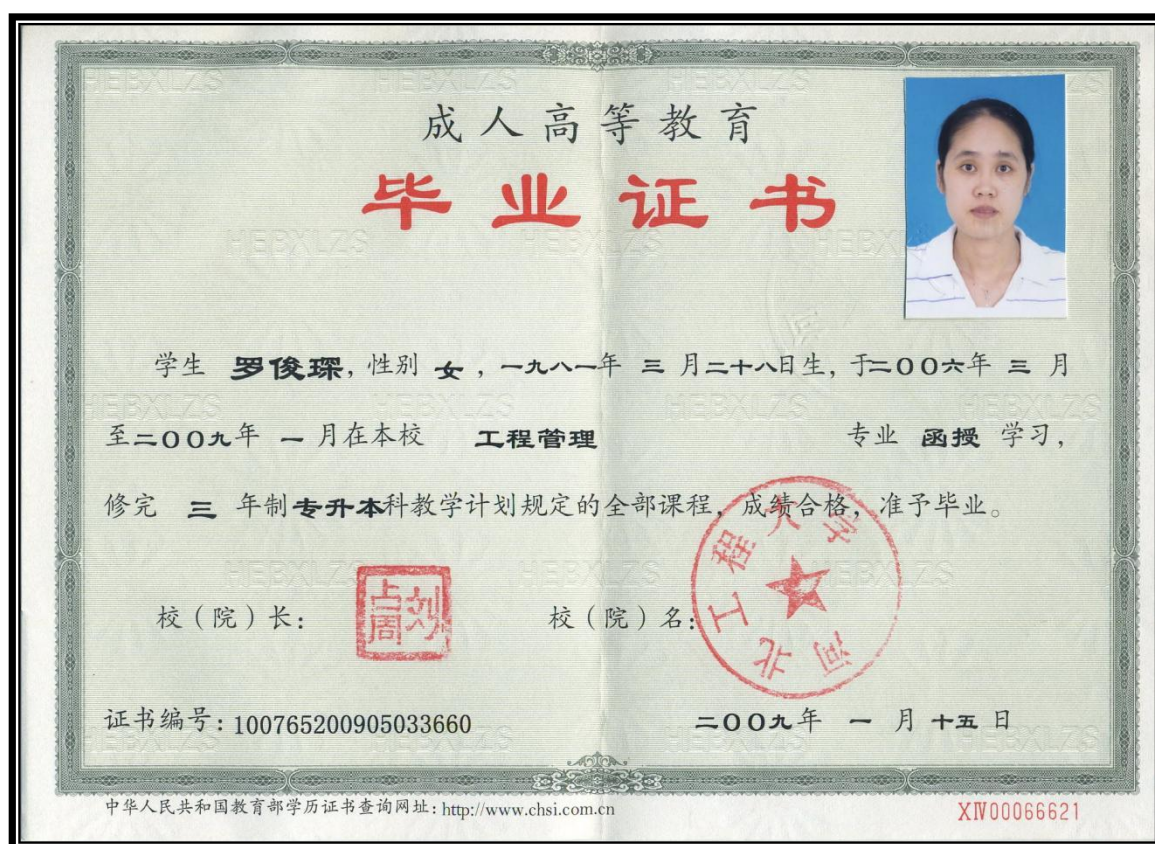 成人高等教育
毕业证书
学生 罗俊琛, 性别 女 , 一九八一年 三 月二十八日生, 于二〇〇六年 三 月
至二〇〇九年 一 月在本校 工程管理 专业 函授 学习,
修完 三 年制专升本科教学计划规定的全部课程, 成绩合格, 准予毕业。
校(院)长: 刘占周
校(院)名: 河北工程大学
证书编号: 100765200905033660
二〇〇九年 一 月 十五 日
中华人民共和国教育部学历证书查询网址: http://www.chsi.com.cn
XIV00066621
HEBXLZS